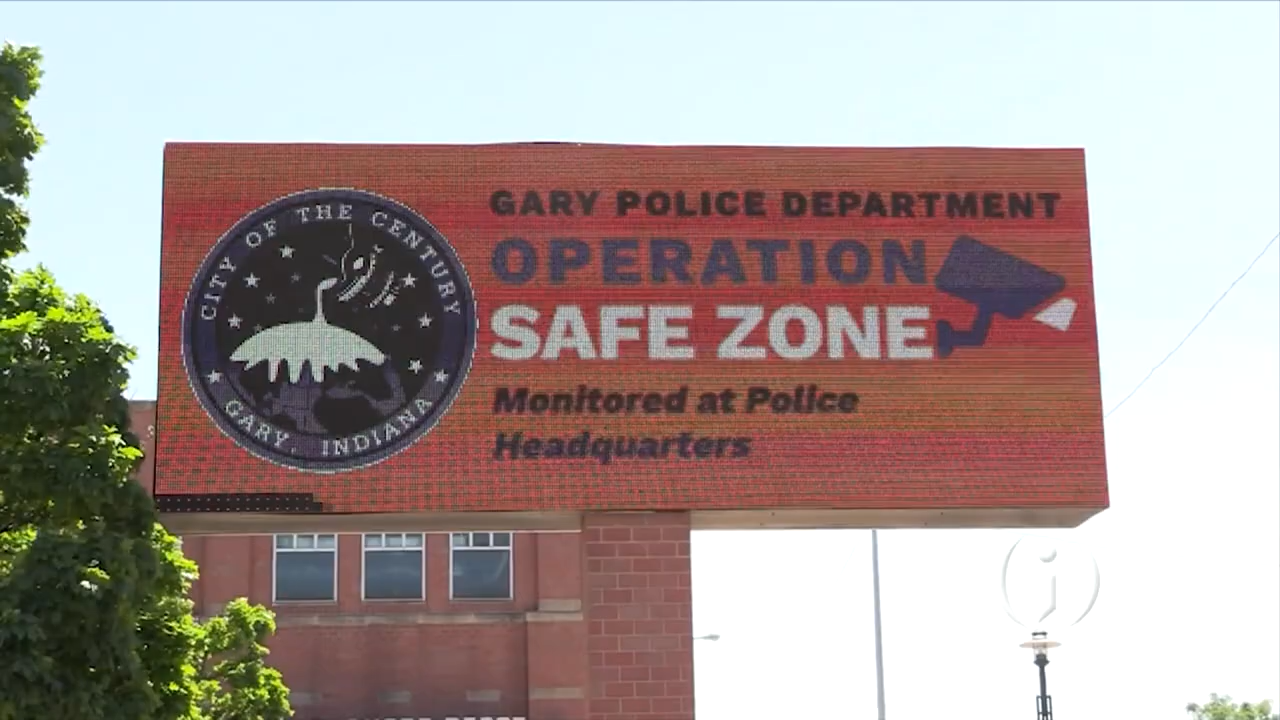 CITY OF THE CENTURY
GARY, INDIANA
GARY POLICE DEPARTMENT
OPERATION
SAFE ZONE
Monitored at Police
Headquarters
i